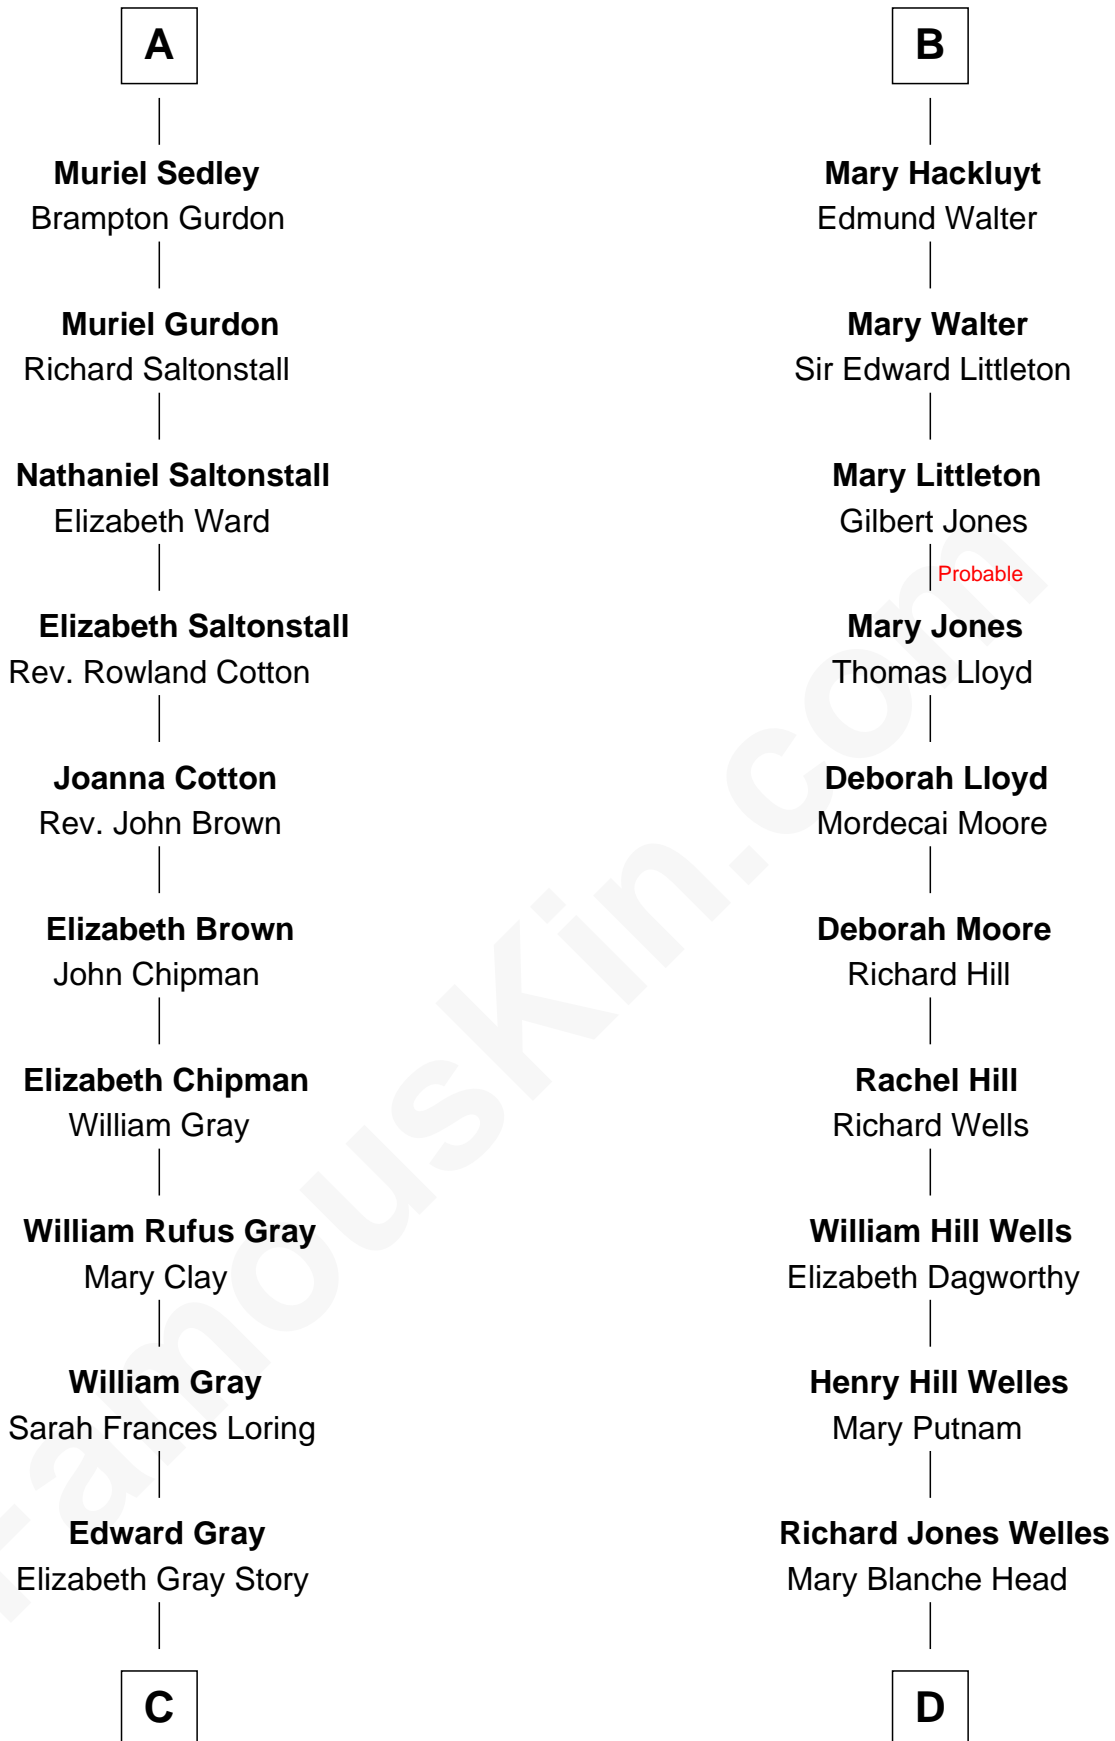 A
Muriel Sedley
Brampton Gurdon
Muriel Gurdon
Richard Saltonstall
Nathaniel Saltonstall
Elizabeth Ward
Elizabeth Saltonstall
Rev. Rowland Cotton
Joanna Cotton
Rev. John Brown
Elizabeth Brown
John Chipman
Elizabeth Chipman
William Gray
William Rufus Gray
Mary Clay
William Gray
Sarah Frances Loring
Edward Gray
Elizabeth Gray Story
C
B
Mary Hackluyt
Edmund Walter
Mary Walter
Sir Edward Littleton
Mary Littleton
Gilbert Jones
Probable
Mary Jones
Thomas Lloyd
Deborah Lloyd
Mordecai Moore
Deborah Moore
Richard Hill
Rachel Hill
Richard Wells
William Hill Wells
Elizabeth Dagworthy
Henry Hill Welles
Mary Putnam
Richard Jones Welles
Mary Blanche Head
D
FamousKin.com